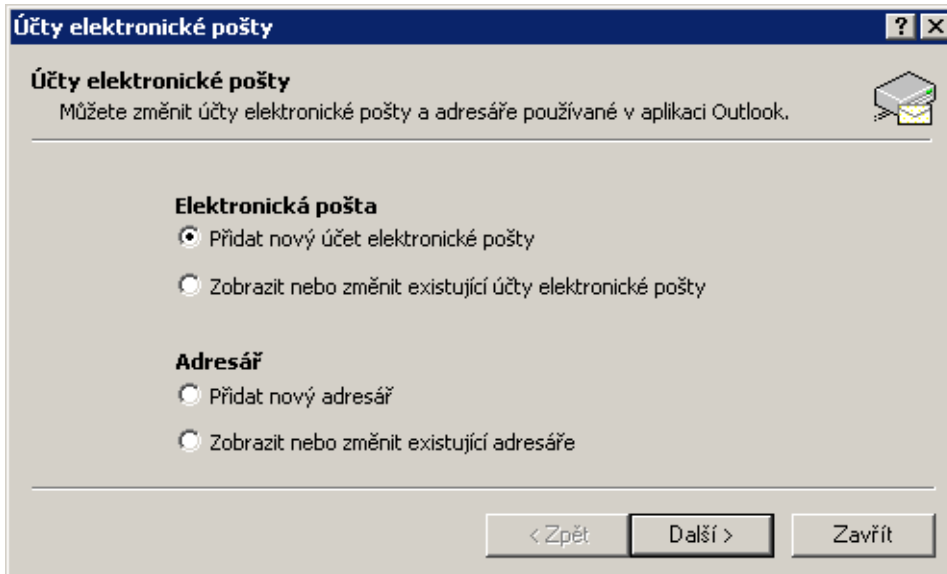 Účty elektronické pošty
Účty elektronické pošty
Můžete změnit účty elektronické pošty a adresáře používané v aplikaci Outlook.
Elektronická pošta
Přidat nový účet elektronické pošty
Zobrazit nebo změnit existující účty elektronické pošty
Adresář
Přidat nový adresář
Zobrazit nebo změnit existující adresáře
< Zpět Další > Zavřít